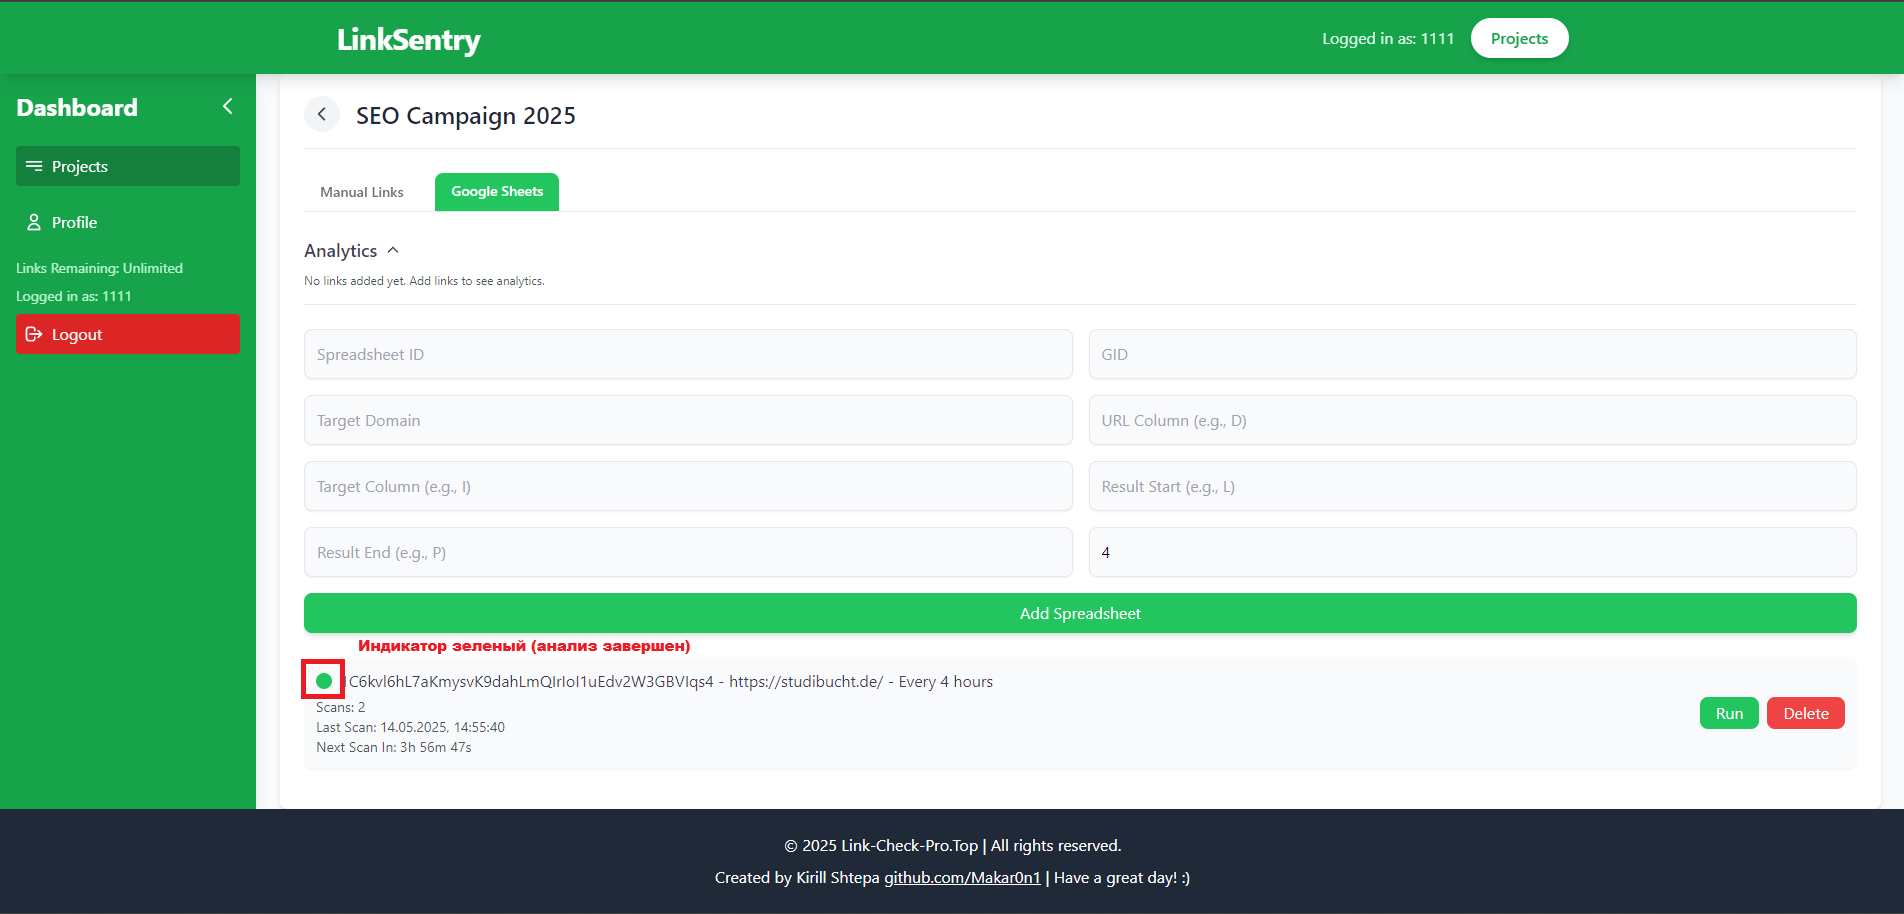 LinkSentry
Logged in as: 1111
Projects
Dashboard
Projects
Profile
Links Remaining: Unlimited
Logged in as: 1111
Logout
SEO Campaign 2025
Manual Links
Google Sheets
Analytics
No links added yet. Add links to see analytics.
Spreadsheet ID
GID
Target Domain
URL Column (e.g., D)
Target Column (e.g., I)
Result Start (e.g., L)
Result End (e.g., P)
4
Add Spreadsheet
Индикатор зеленый (анализ завершен)
C6kvl6hL7aKmysvK9dahLmQIrIoI1uEdv2W3GBVIqs4 - https://studibucht.de/ - Every 4 hours
Scans: 2
Last Scan: 14.05.2025, 14:55:40
Next Scan In: 3h 56m 47s
Run
Delete
© 2025 Link-Check-Pro.Top | All rights reserved.
Created by Kirill Shtepa github.com/Makar0n1 | Have a great day! :)